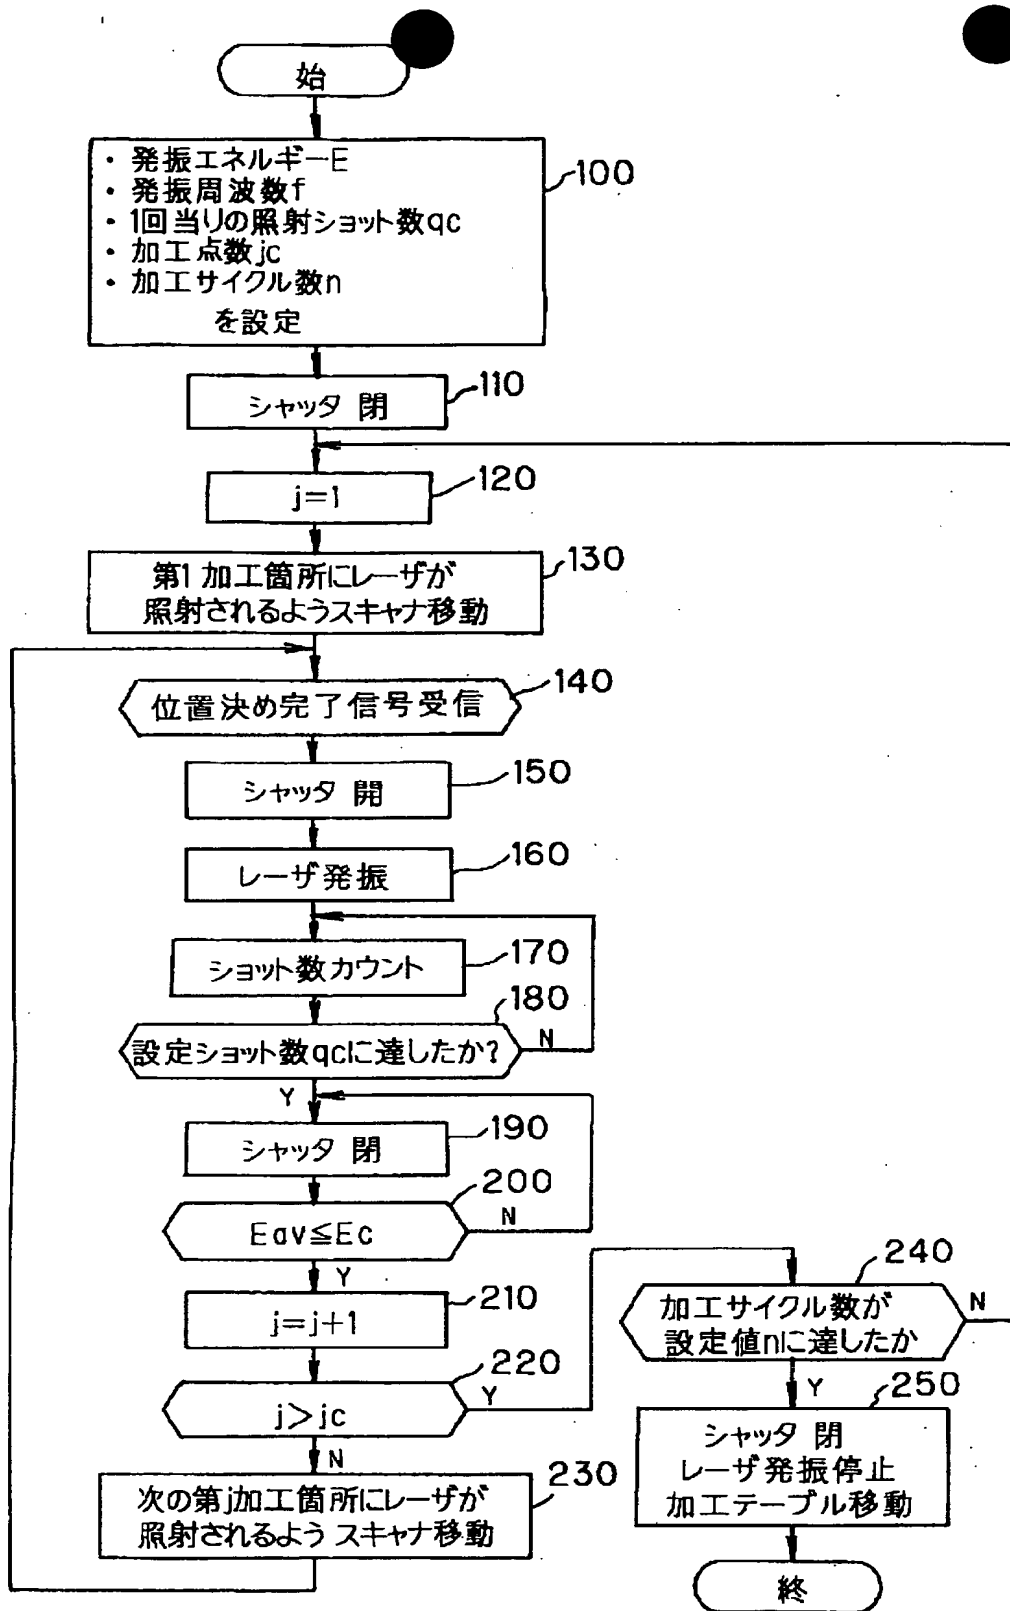 始
・発振エネルギーE
・発振周波数f
・1回当りの照射ショット数qc
・加工点数jc
・加工サイクル数n
を設定
100
シャッタ 閉
110
j=1
120
第1加工箇所にレーザが
照射されるようスキャナ移動
130
位置決め完了信号受信
140
シャッタ 開
150
レーザ発振
160
ショット数カウント
170
設定ショット数qcに達したか?
180
N
Y
シャッタ 閉
190
Eav≦Ec
200
N
Y
j=j+1
210
j>jc
220
Y
N
次の第j加工箇所にレーザが
照射されるようスキャナ移動
230
加工サイクル数が
設定値nに達したか
240
N
Y
シャッタ 閉
レーザ発振停止
加工テーブル移動
250
終